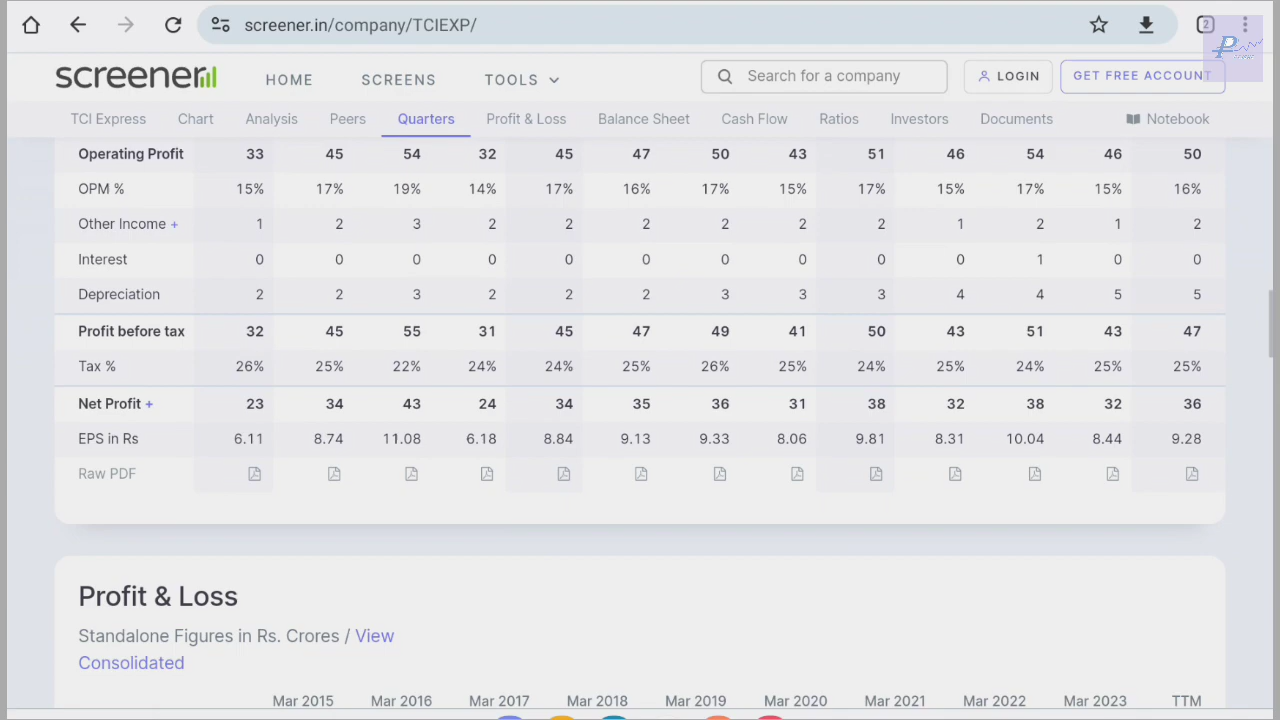 screener.in/company/TCIEXP/
2
screener
HOME SCREENS TOOLS
Search for a company
LOGIN
GET FREE ACCOUNT
TCI Express Chart Analysis Peers Quarters Profit & Loss Balance Sheet Cash Flow Ratios Investors Documents Notebook
Operating Profit 33 45 54 32 45 47 50 43 51 46 54 46 50
OPM % 15% 17% 19% 14% 17% 16% 17% 15% 17% 15% 17% 15% 16%
Other Income + 1 2 3 2 2 2 2 2 2 1 2 1 2
Interest 0 0 0 0 0 0 0 0 0 0 1 0 0
Depreciation 2 2 3 2 2 2 3 3 3 4 4 5 5
Profit before tax 32 45 55 31 45 47 49 41 50 43 51 43 47
Tax % 26% 25% 22% 24% 24% 25% 26% 25% 24% 25% 24% 25% 25%
Net Profit + 23 34 43 24 34 35 36 31 38 32 38 32 36
EPS in Rs 6.11 8.74 11.08 6.18 8.84 9.13 9.33 8.06 9.81 8.31 10.04 8.44 9.28
Raw PDF
Profit & Loss
Standalone Figures in Rs. Crores / View
Consolidated
Mar 2015 Mar 2016 Mar 2017 Mar 2018 Mar 2019 Mar 2020 Mar 2021 Mar 2022 Mar 2023 TTM